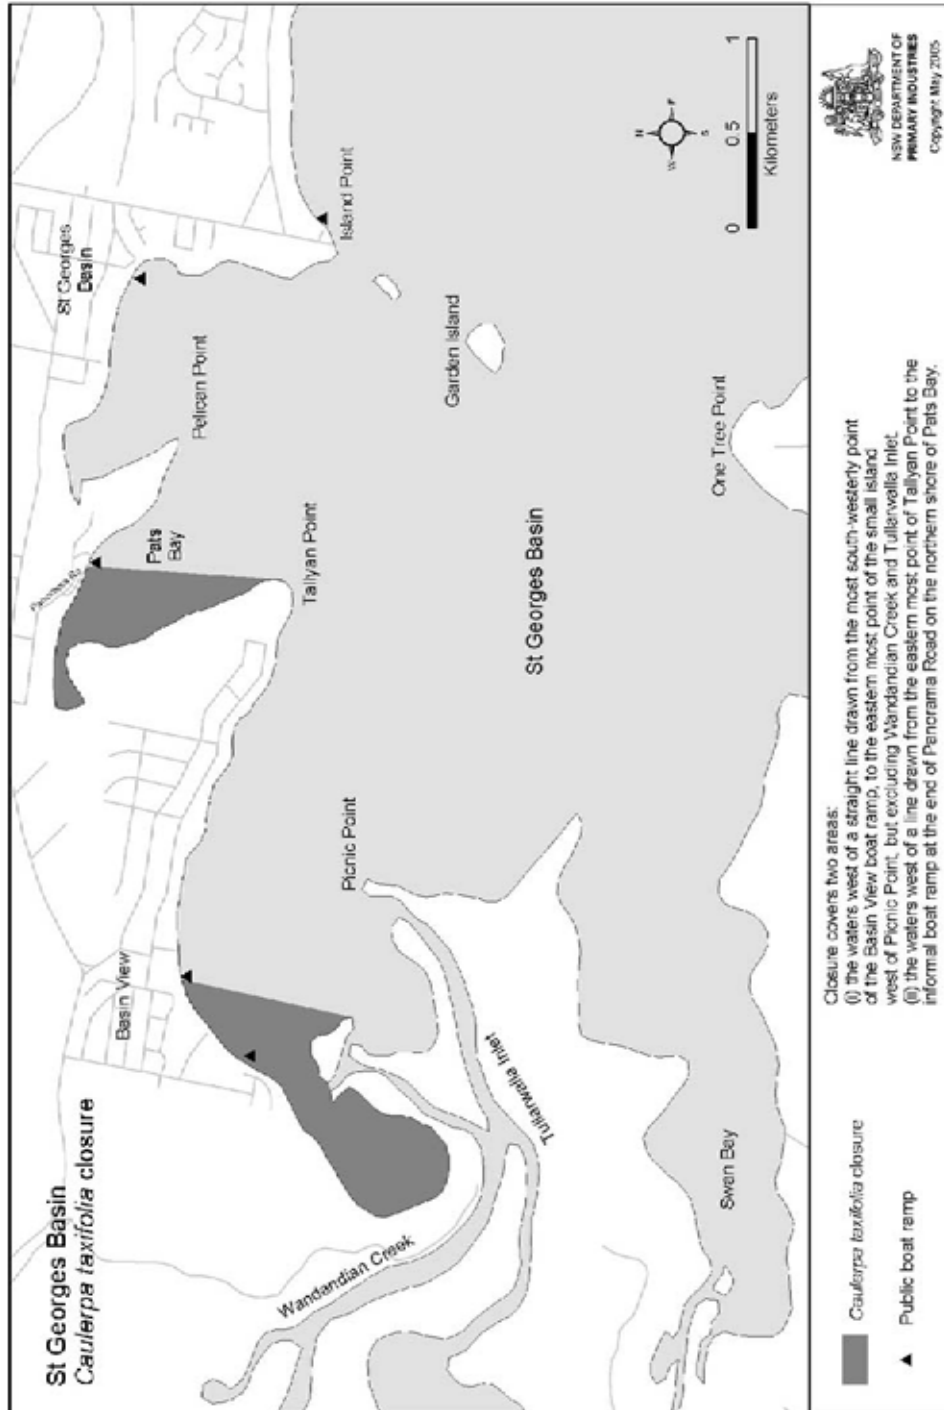 St Georges Basin
Caulerpa taxifolia closure
Basin View
St Georges
Basin
Pats
Bay
Pelican Point
Tallyan Point
Island Point
Picnic Point
Garden Island
St Georges Basin
One Tree Point
Wandandian Creek
Tullarwalla Inlet
Swan Bay
N
W
S
0
0.5
1
Kilometers
Caulerpa taxifolia closure
Public boat ramp
Closure covers two areas:
(i) the waters west of a straight line drawn from the most south-westerly point
of the Basin View boat ramp, to the eastern most point of the small island
west of Picnic Point, but excluding Wandandian Creek and Tullarwalla Inlet.
(ii) the waters west of a line drawn from the eastern most point of Tallyan Point to the
informal boat ramp at the end of Panorama Road on the northern shore of Pats Bay.
NSW DEPARTMENT OF
PRIMARY INDUSTRIES
Copyright May 2005